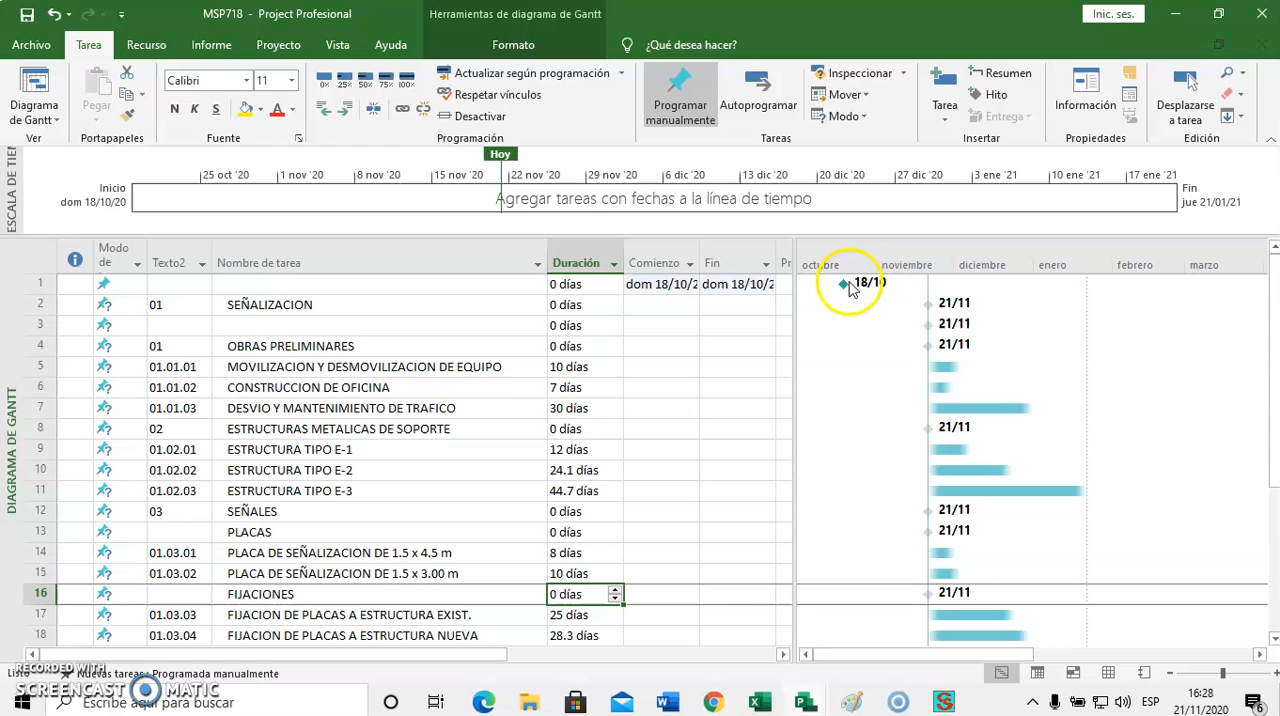 MSP718 - Project Profesional
Herramientas de diagrama de Gantt
Inic. ses.
Archivo Tarea Recurso Informe Proyecto Vista Ayuda Formato ¿Qué desea hacer?
Diagrama de Gantt
Pegar
Calibri 11
0% 25% 50% 75% 100%
N K S A
Actualizar según programación
Respetar vínculos
Desactivar
Programar manualmente
Autoprogramar
Inspeccionar
Mover
Modo
Tarea
Resumen
Hito
Entrega
Información
Desplazarse a tarea
Ver Portapapeles Fuente Programación Tareas Insertar Propiedades Edición
ESCALA DE TIEN
Hoy
25 oct '20 1 nov '20 8 nov '20 15 nov '20 22 nov '20 29 nov '20 6 dic '20 13 dic '20 20 dic '20 27 dic '20 3 ene '21 10 ene '21 17 ene '21
Inicio
dom 18/10/20
Agregar tareas con fechas a la línea de tiempo
Fin
jue 21/01/21
DIAGRAMA DE GANTT
Modo de Texto2 Nombre de tarea Duración Comienzo Fin Pr octubre noviembre diciembre enero febrero marzo
1 0 días dom 18/10/2 dom 18/10/2 18/10
2 01 SEÑALIZACION 0 días 21/11
3 0 días 21/11
4 01 OBRAS PRELIMINARES 0 días 21/11
5 01.01.01 MOVILIZACION Y DESMOVILIZACION DE EQUIPO 10 días
6 01.01.02 CONSTRUCCION DE OFICINA 7 días
7 01.01.03 DESVIO Y MANTENIMIENTO DE TRAFICO 30 días
8 02 ESTRUCTURAS METALICAS DE SOPORTE 0 días 21/11
9 01.02.01 ESTRUCTURA TIPO E-1 12 días
10 01.02.02 ESTRUCTURA TIPO E-2 24.1 días
11 01.02.03 ESTRUCTURA TIPO E-3 44.7 días
12 03 SEÑALES 0 días 21/11
13 PLACAS 0 días 21/11
14 01.03.01 PLACA DE SEÑALIZACION DE 1.5 x 4.5 m 8 días
15 01.03.02 PLACA DE SEÑALIZACION DE 1.5 x 3.00 m 10 días
16 FIJACIONES 0 días 21/11
17 01.03.03 FIJACION DE PLACAS A ESTRUCTURA EXIST. 25 días
18 01.03.04 FIJACION DE PLACAS A ESTRUCTURA NUEVA 28.3 días
RECORDED WITH
SCREENCAST MATIC
Listo Nuevas tareas : Programada manualmente
Escribe aquí para buscar
ESP
16:28
21/11/2020
6